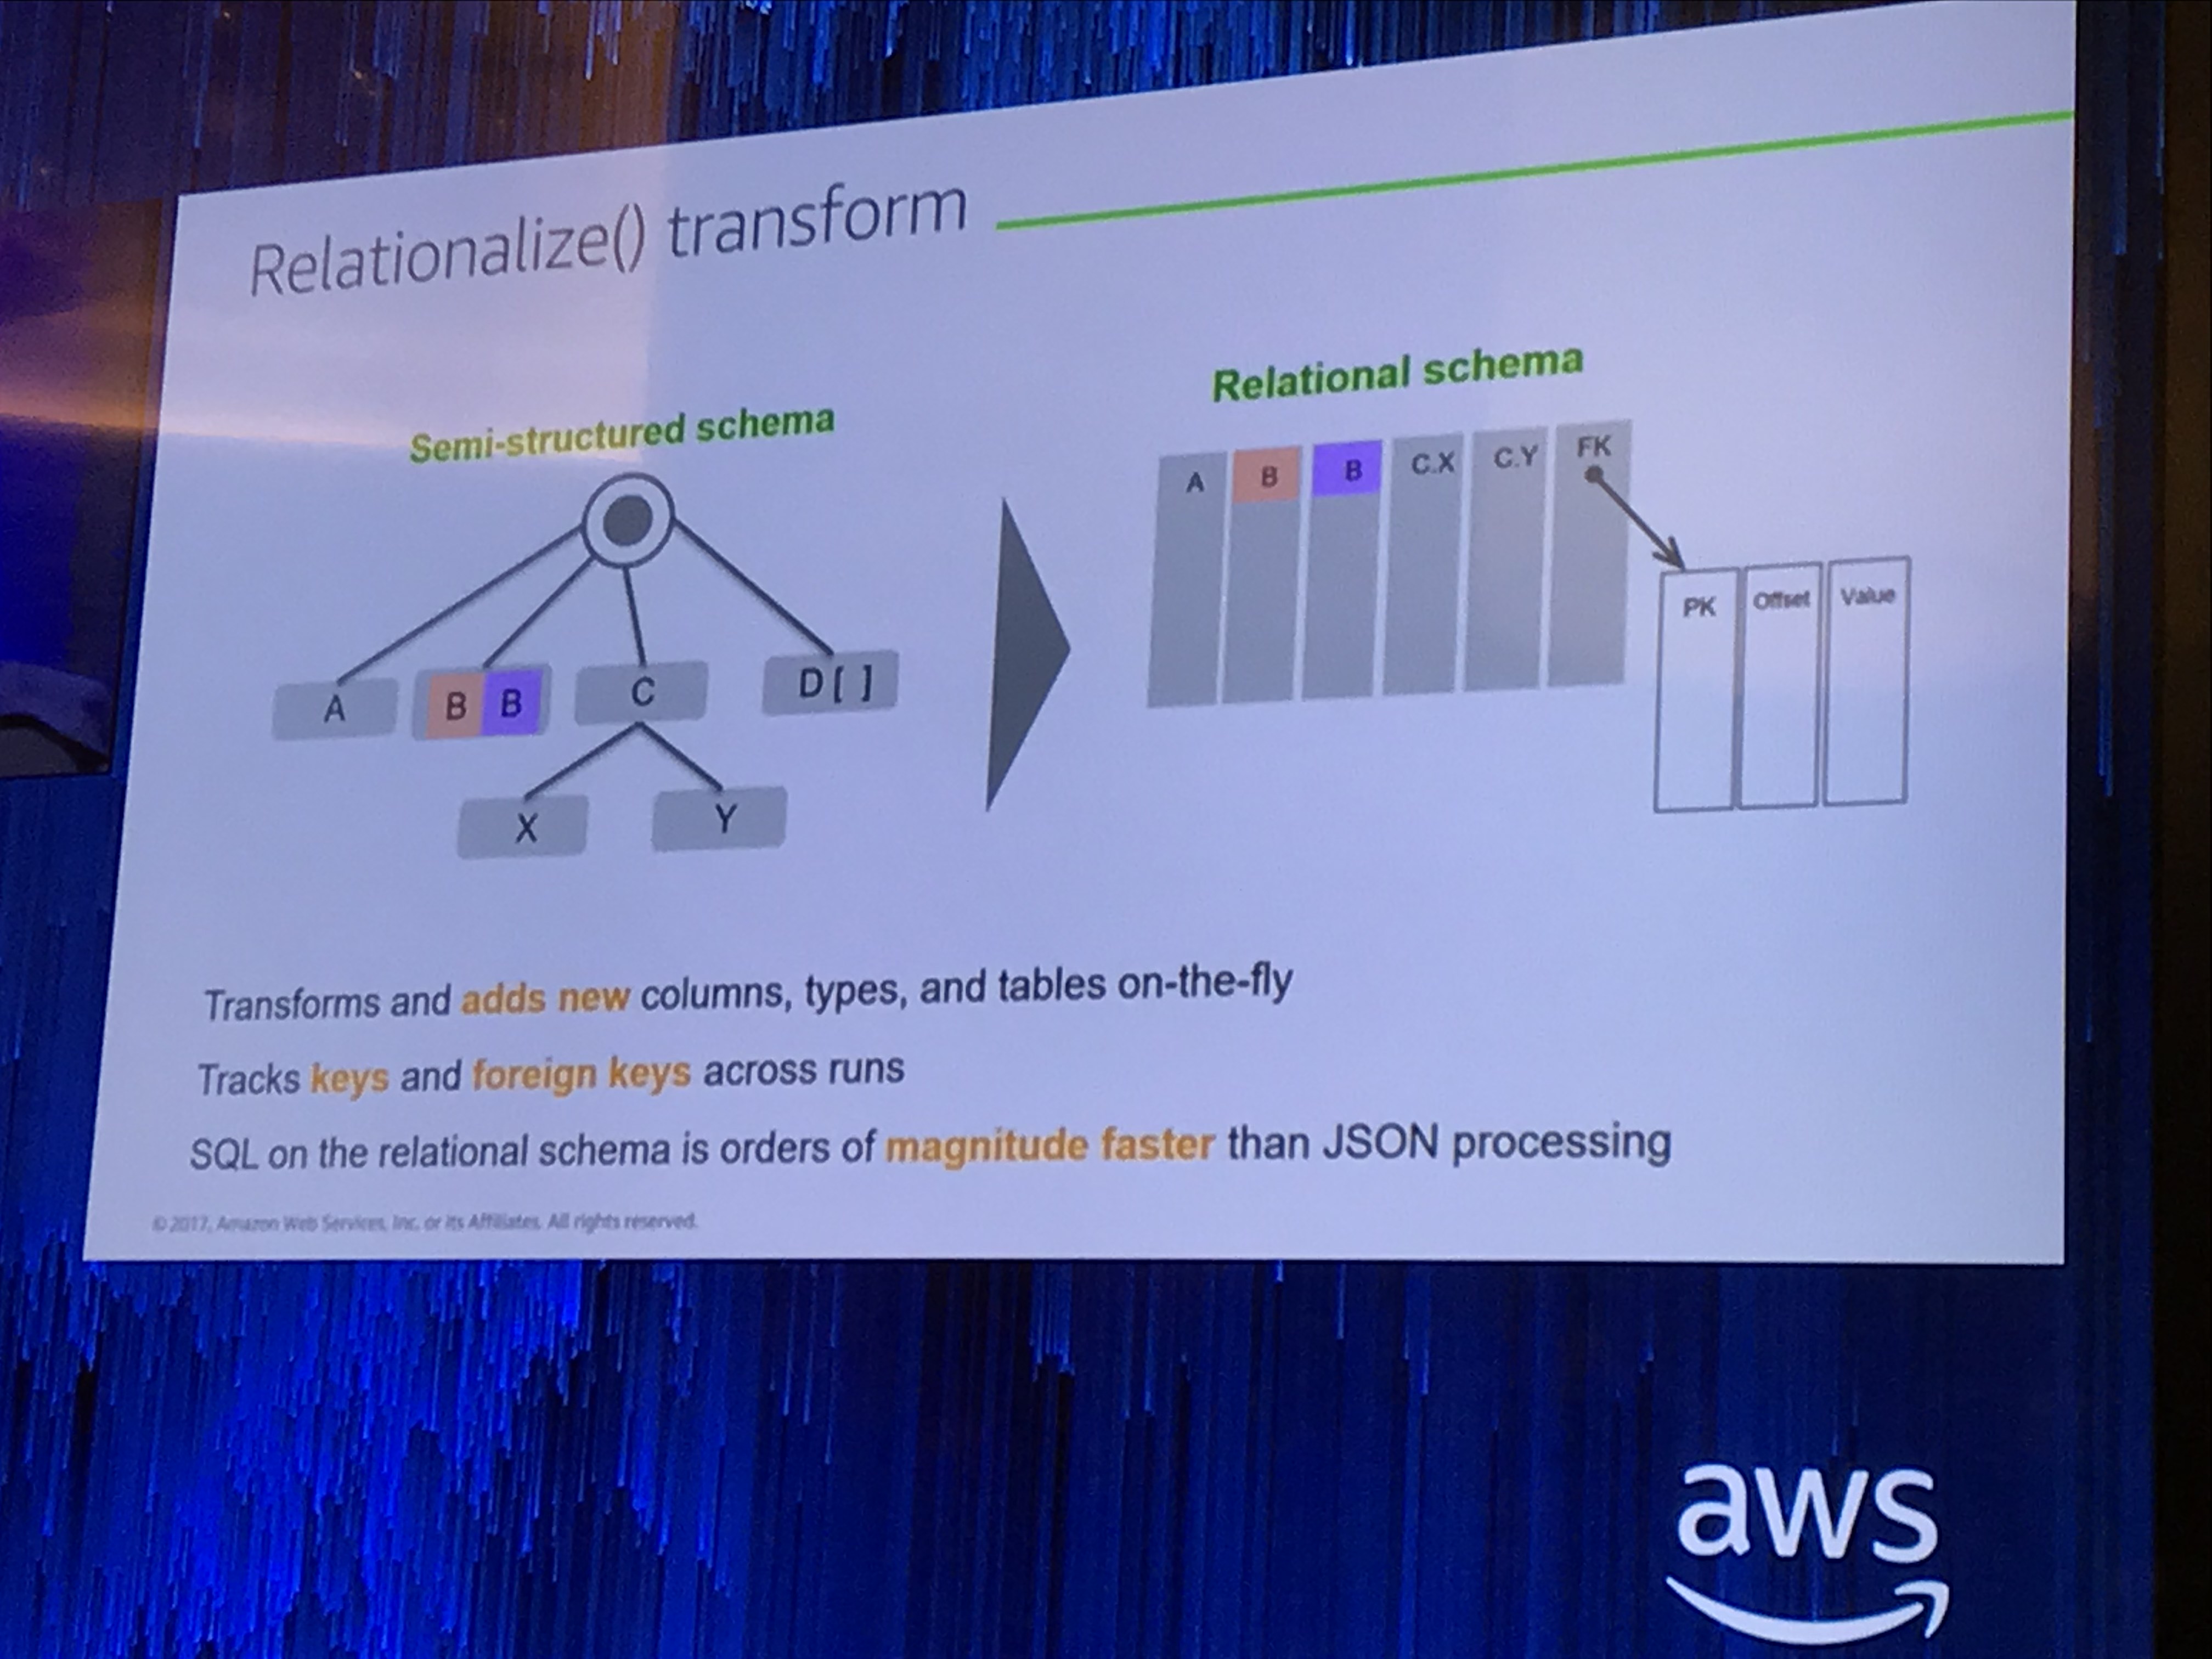 Relationalize() transform
Semi-structured schema
Relational schema
A B B C.X C.Y FK
PK Offset Value
A B B C D [ ]
X Y
Transforms and adds new columns, types, and tables on-the-fly
Tracks keys and foreign keys across runs
SQL on the relational schema is orders of magnitude faster than JSON processing
© 2017, Amazon Web Services, Inc. or its Affiliates. All rights reserved.
aws